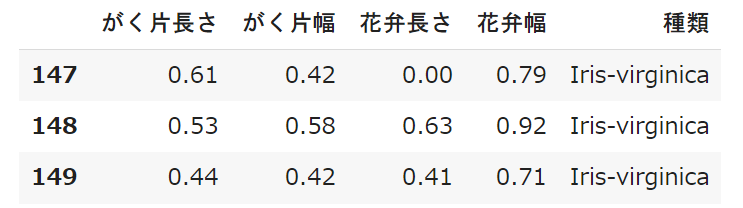 がく片長さ がく片幅 花弁長さ 花弁幅 種類
147 0.61 0.42 0.00 0.79 Iris-virginica
148 0.53 0.58 0.63 0.92 Iris-virginica
149 0.44 0.42 0.41 0.71 Iris-virginica